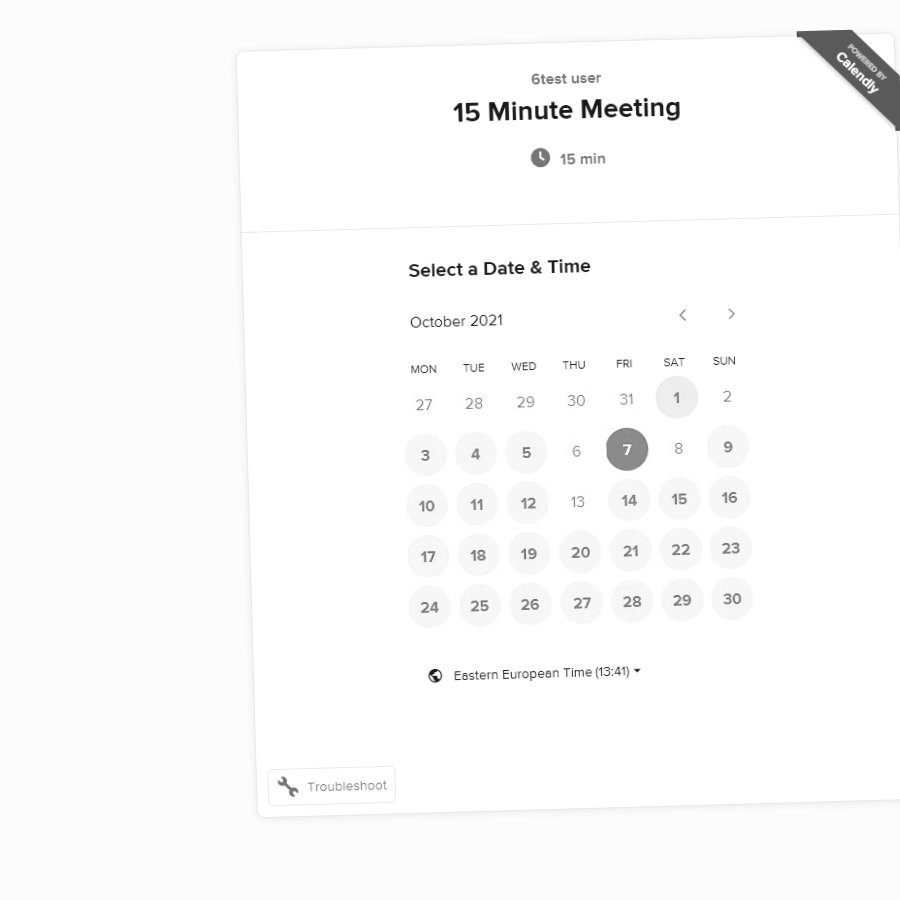 POWERED BY
Calendly
6test user
15 Minute Meeting
15 min
Select a Date & Time
October 2021
MON TUE WED THU FRI SAT SUN
27 28 29 30 31 1 2
3 4 5 6 7 8 9
10 11 12 13 14 15 16
17 18 19 20 21 22 23
24 25 26 27 28 29 30
Eastern European Time (13:41)
Troubleshoot